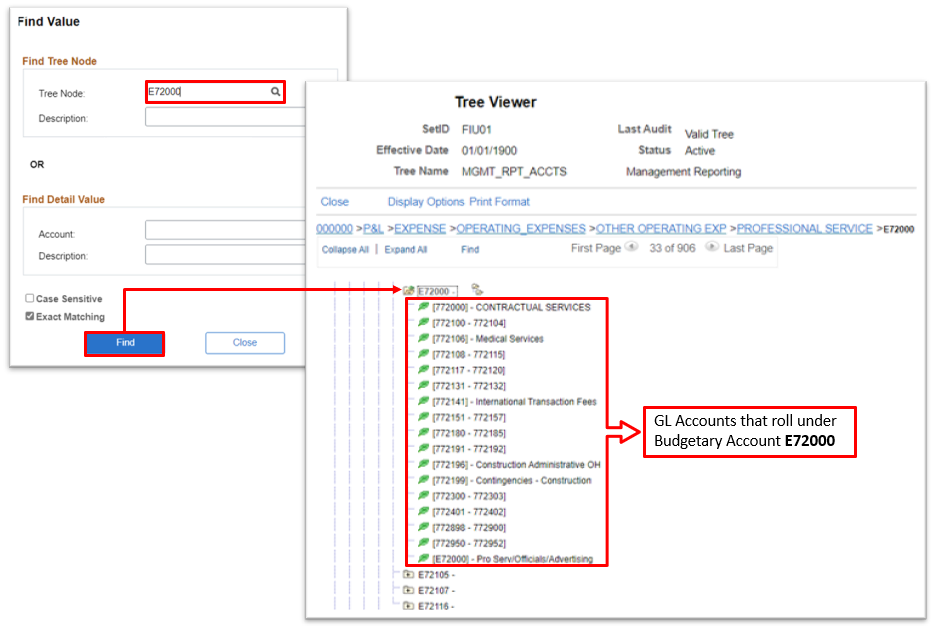 Find Value
Find Tree Node
Tree Node: E72000
Description:
OR
Find Detail Value
Account:
Description:
Case Sensitive
Exact Matching
Find Close
Tree Viewer
SetID FIU01 Last Audit Valid Tree
Effective Date 01/01/1900 Status Active
Tree Name MGMT_RPT_ACCTS Management Reporting
Close Display Options Print Format
000000 >P&L >EXPENSE >OPERATING_EXPENSES >OTHER OPERATING EXP >PROFESSIONAL SERVICE >E72000
Collapse All | Expand All Find First Page 33 of 906 Last Page
E72000 -
[772000] - CONTRACTUAL SERVICES
[772100 - 772104]
[772106] - Medical Services
[772108 - 772115]
[772117 - 772120]
[772131 - 772132]
[772141] - International Transaction Fees
[772151 - 772157]
[772180 - 772185]
[772191 - 772192]
[772196] - Construction Administrative OH
[772199] - Contingencies - Construction
[772300 - 772303]
[772401 - 772402]
[772898 - 772900]
[772950 - 772952]
[E72000] - Pro Serv/Officials/Advertising
E72105 -
E72107 -
E72116 -
GL Accounts that roll under
Budgetary Account E72000